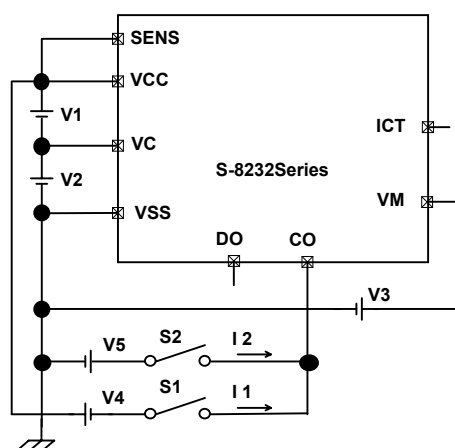 SENS
VCC
V1
ICT
VC
S-8232Series
V2
VM
VSS
DO CO
V3
V5 S2 I 2
V4 S1 I 1